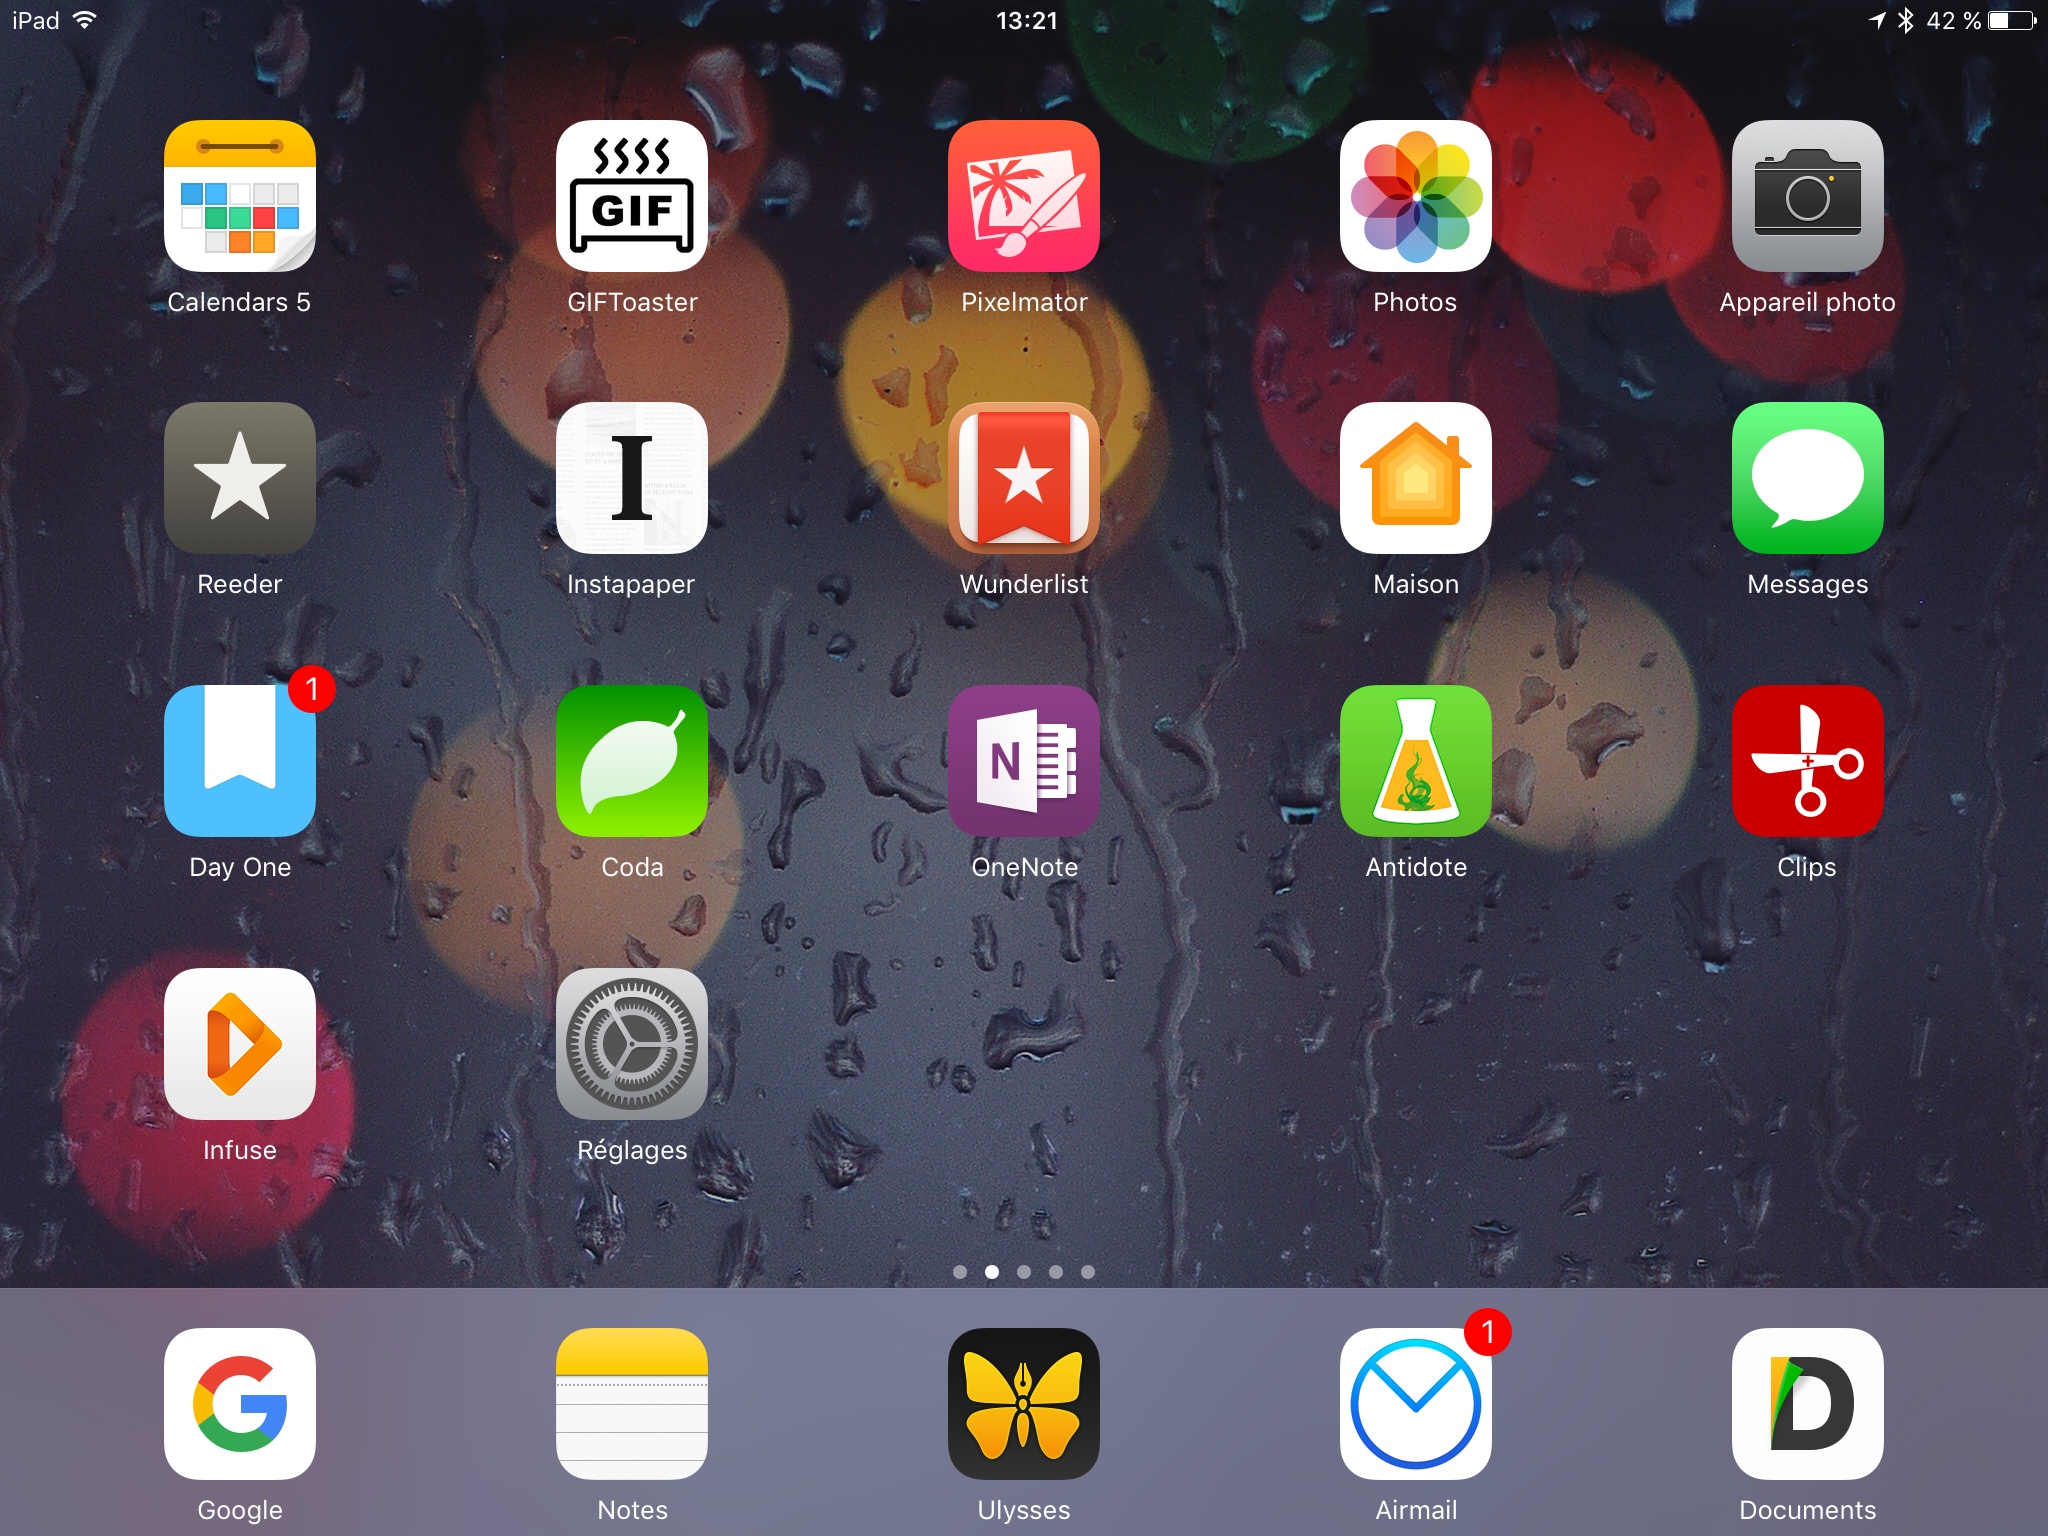 iPad 13:21 42 %
GIF
Calendars 5 GIFToaster Pixelmator Photos Appareil photo
I
Reeder Instapaper Wunderlist Maison Messages
1
N
Day One Coda OneNote Antidote Clips
Infuse Réglages
1
G D
Google Notes Ulysses Airmail Documents